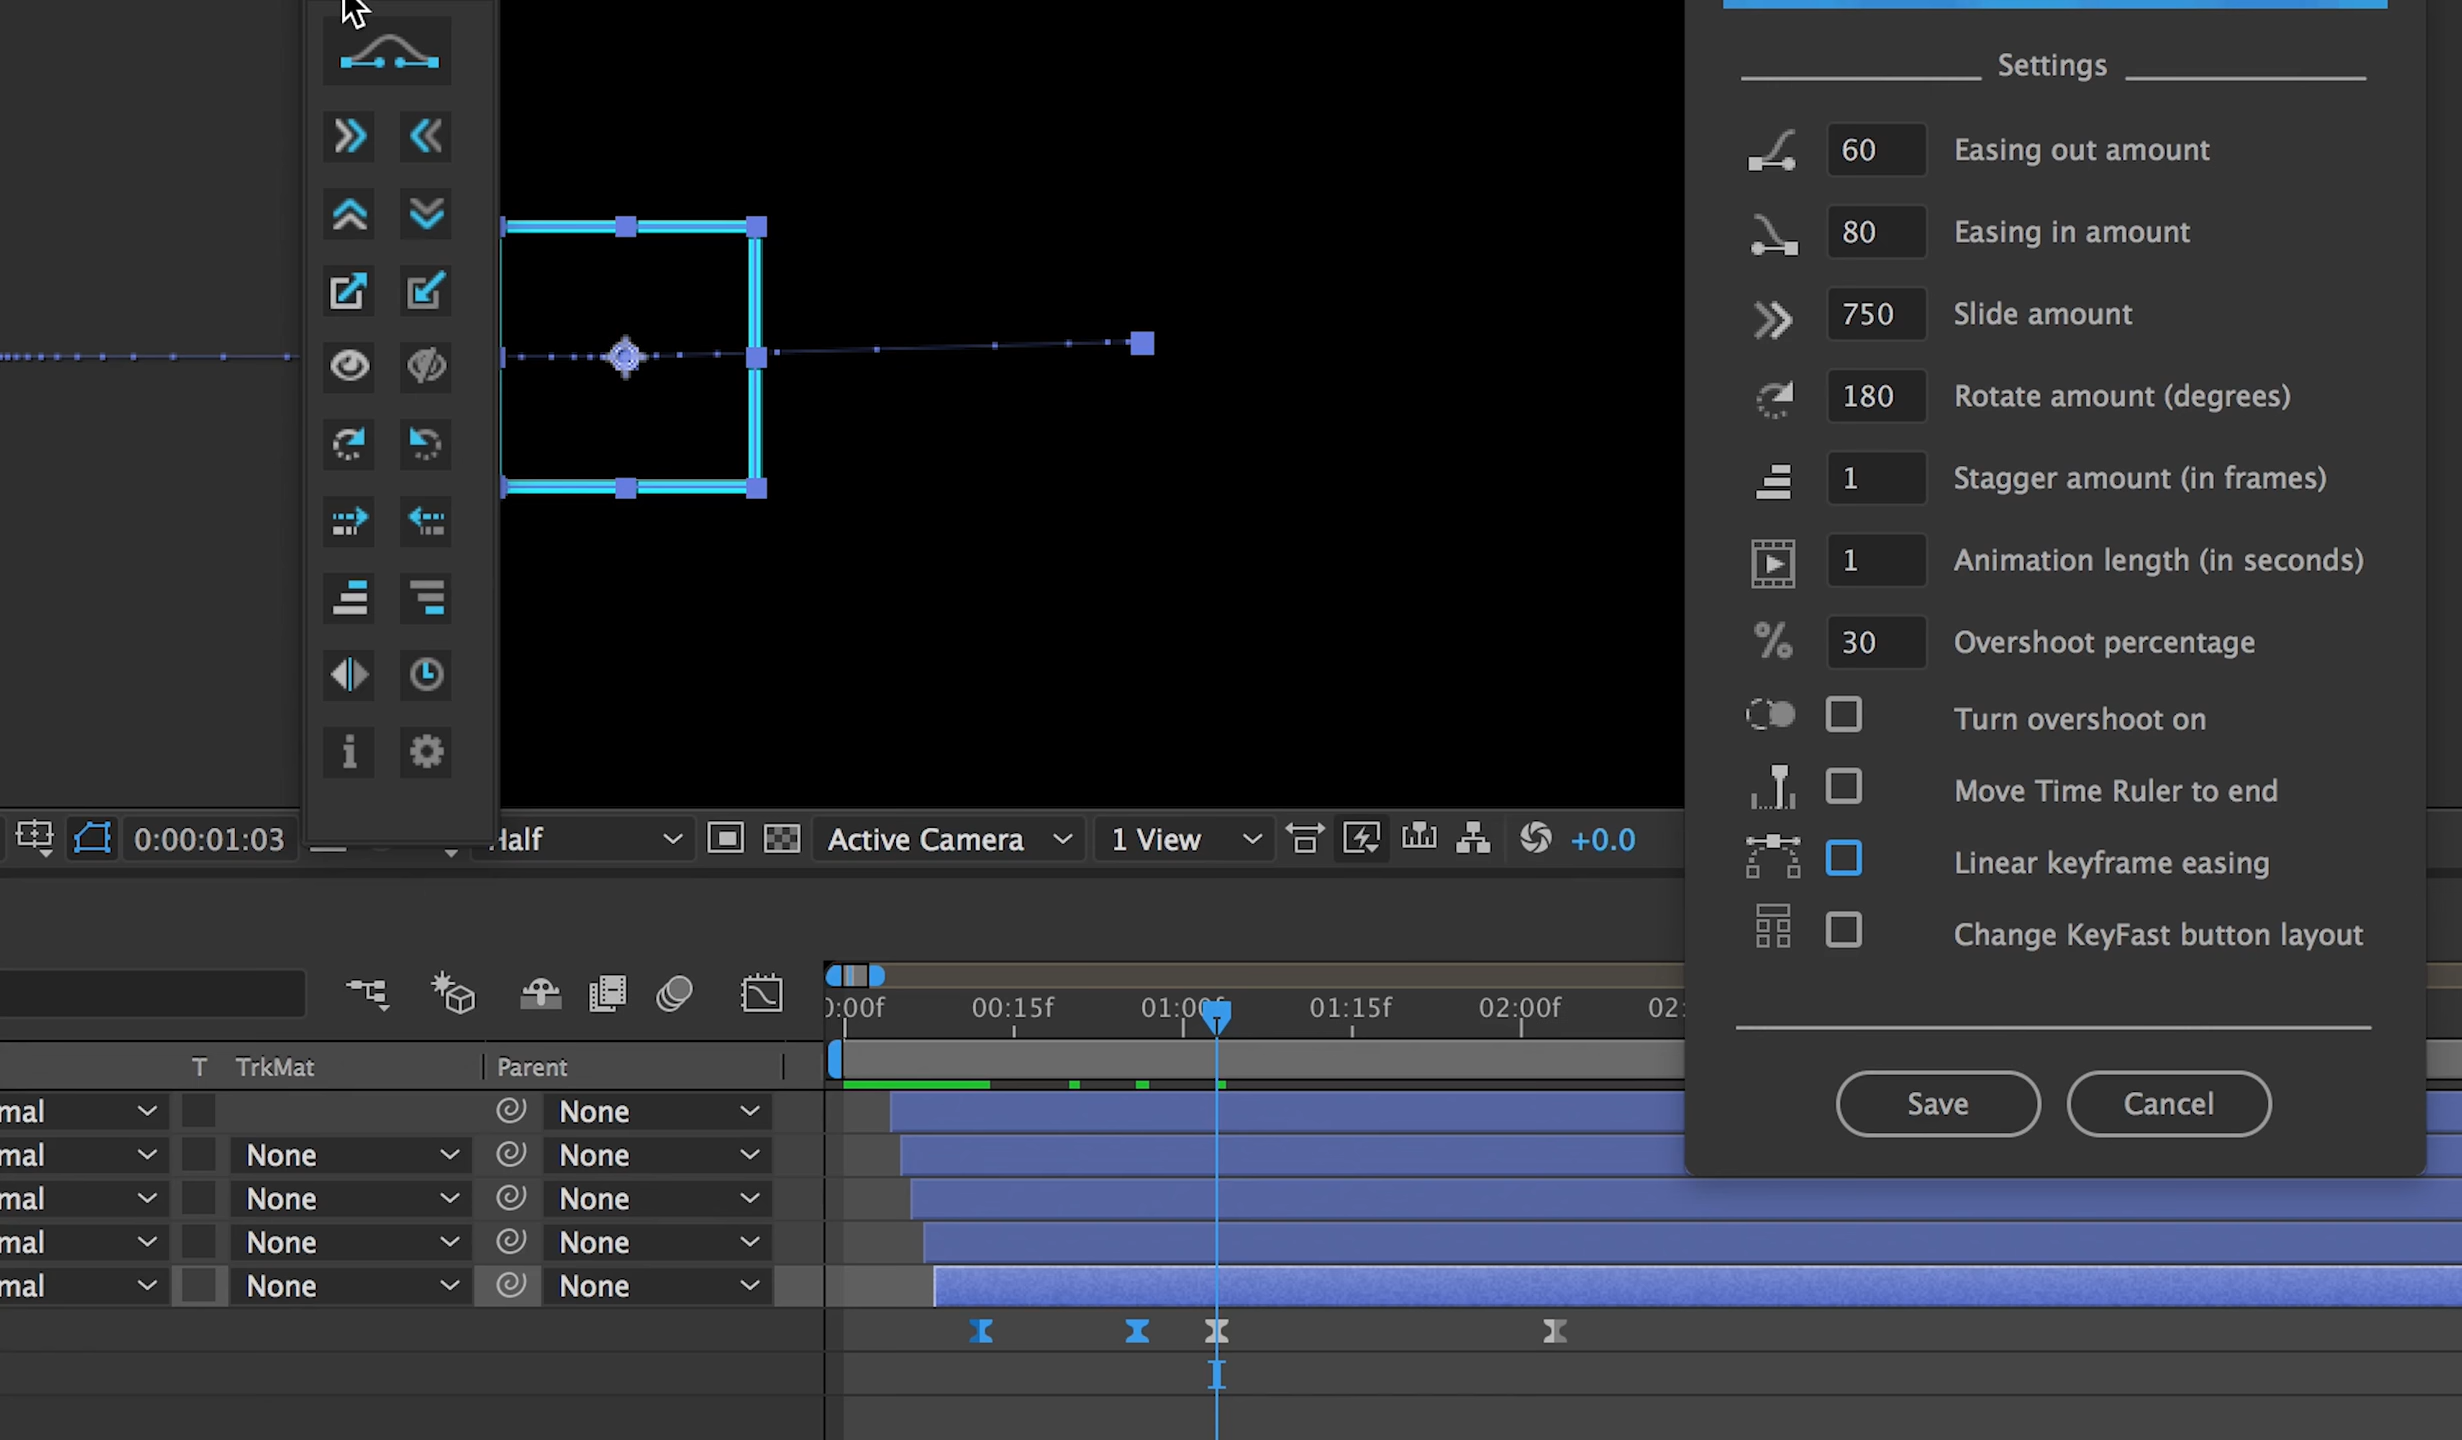 Settings
60 Easing out amount
80 Easing in amount
750 Slide amount
180 Rotate amount (degrees)
1 Stagger amount (in frames)
1 Animation length (in seconds)
30 Overshoot percentage
Turn overshoot on
Move Time Ruler to end
Linear keyframe easing
Change KeyFast button layout
Save Cancel
0:00:01:03 Half Active Camera 1 View +0.0
0:00f 00:15f 01:00f 01:15f 02:00f 02:
T TrkMat Parent
mal None
mal None None
mal None None
mal None None
mal None None